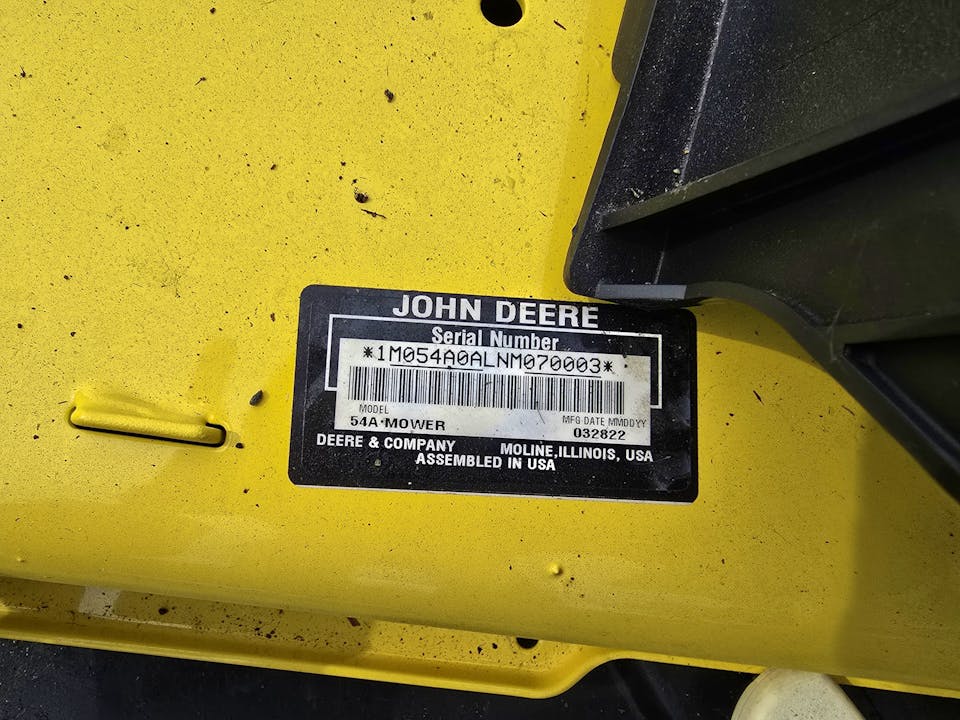 JOHN DEERE
Serial Number
*1M054A0ALNM070003*
MODEL MFG DATE MMDDYY
54A MOWER 032822
DEERE & COMPANY MOLINE, ILLINOIS, USA
ASSEMBLED IN USA